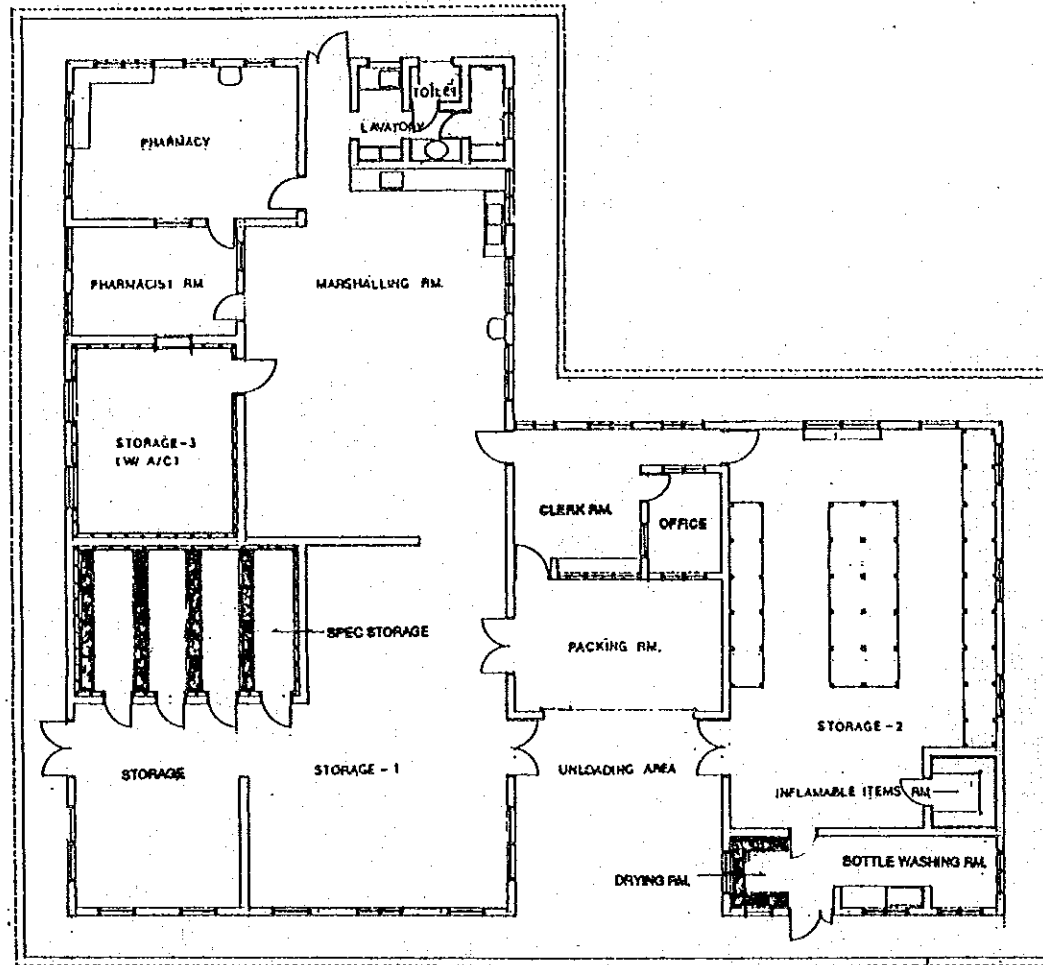 TOILET
LAVATORY
PHARMACY
PHARMACIST RM.
MARSHALLING RM.
STORAGE-3
(W/ A/C)
CLERK RM.
OFFICE
SPEC STORAGE
PACKING RM.
STORAGE-2
STORAGE
STORAGE-1
UNLOADING AREA
INFLAMABLE ITEMS RM.
BOTTLE WASHING RM.
DRYING RM.